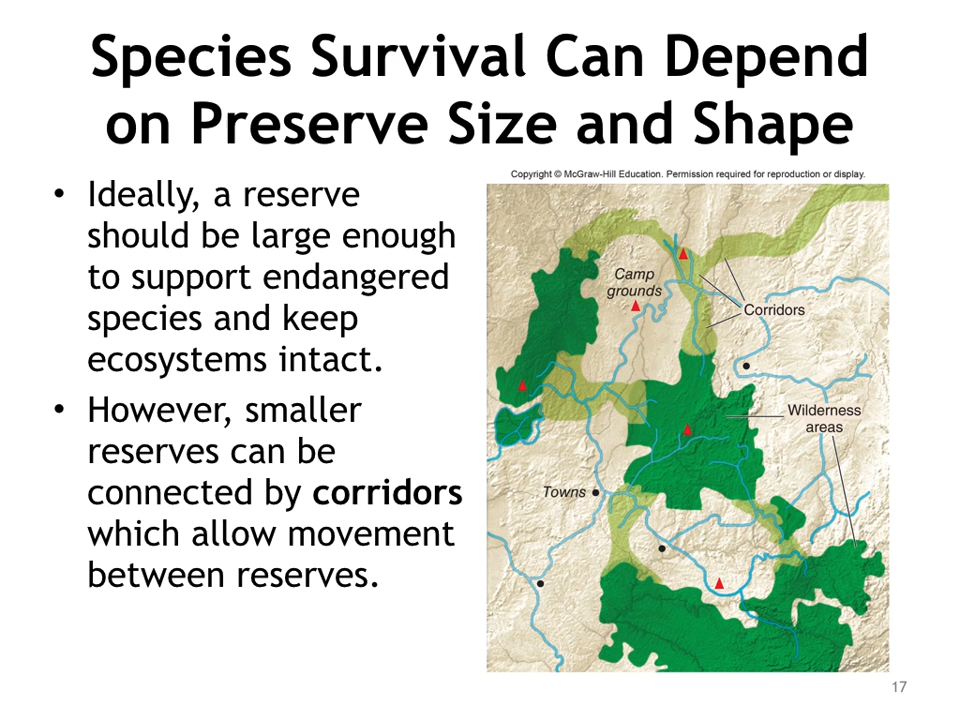 Species Survival Can Depend
on Preserve Size and Shape
• Ideally, a reserve
should be large enough
to support endangered
species and keep
ecosystems intact.
• However, smaller
reserves can be
connected by corridors
which allow movement
between reserves.
Copyright © McGraw-Hill Education. Permission required for reproduction or display.
Camp
grounds
Corridors
Wilderness
areas
Towns
17